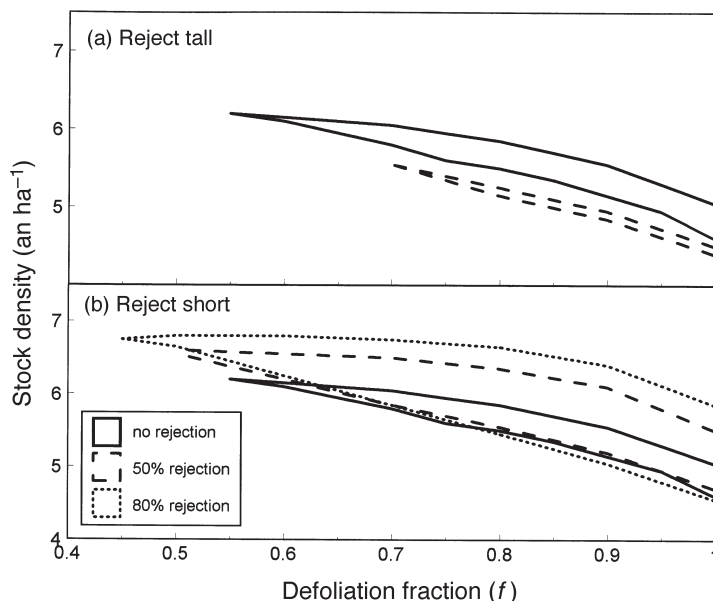 (a) Reject tall
7
6
5
Stock density (an ha⁻¹)
(b) Reject short
7
6
5
4
no rejection
50% rejection
80% rejection
0.4 0.5 0.6 0.7 0.8 0.9 1
Defoliation fraction (f)